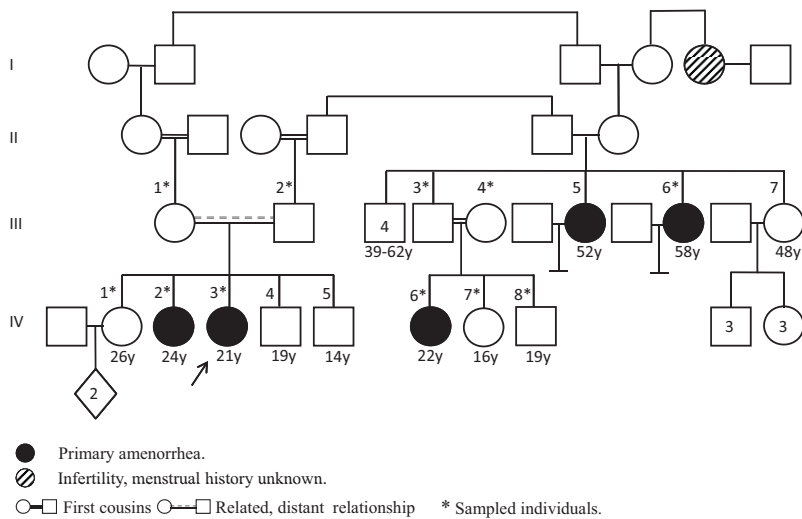 I
II
1* 2* 3* 4* 5 6* 7
III
4
39-62y 52y 58y 48y
1* 2* 3* 4 5 6* 7* 8*
IV
3 3
26y 24y 21y 19y 14y 22y 16y 19y
2
Primary amenorrhea.
Infertility, menstrual history unknown.
First cousins Related, distant relationship * Sampled individuals.